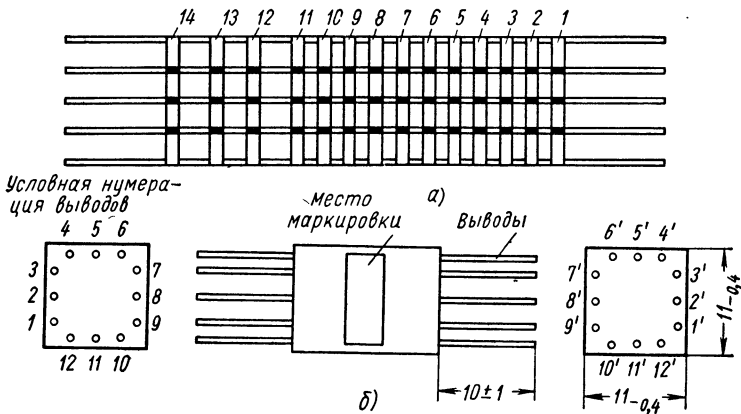 14 13 12 11 10 9 8 7 6 5 4 3 2 1
а)
Условная нумера-
ция выводов
место
маркировки
Выводы
4 5 6
3 7
2 8
1 9
12 11 10
10±1
б)
6' 5' 4'
7' 3'
8' 2'
9' 1'
10' 11' 12'
11-0,4
11-0,4